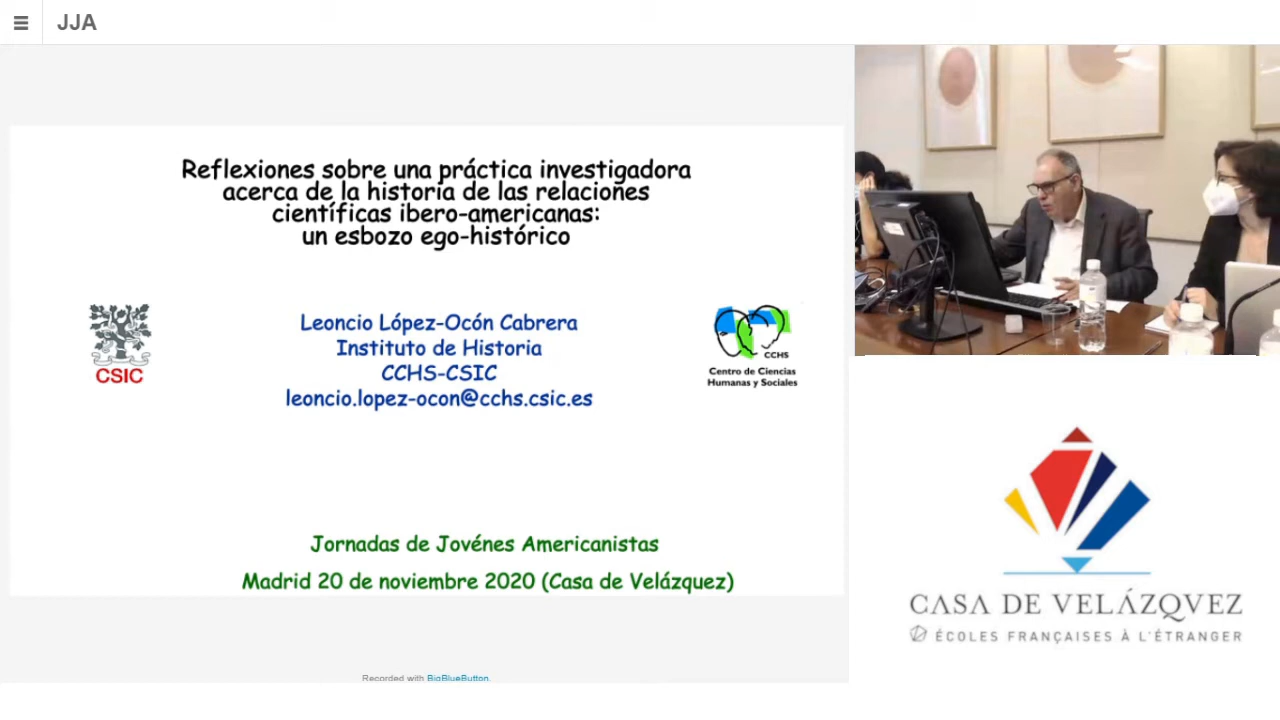 JJA
Reflexiones sobre una práctica investigadora
acerca de la historia de las relaciones
científicas ibero-americanas:
un esbozo ego-histórico
CSIC
Leoncio López-Ocón Cabrera
Instituto de Historia
CCHS-CSIC
leoncio.lopez-ocon@cchs.csic.es
CCHS
Centro de Ciencias
Humanas y Sociales
Jornadas de Jovénes Americanistas
Madrid 20 de noviembre 2020 (Casa de Velázquez)
Recorded with BigBlueButton.
CASA DE VELÁZQVEZ
ÉCOLES FRANÇAISES À L'ÉTRANGER